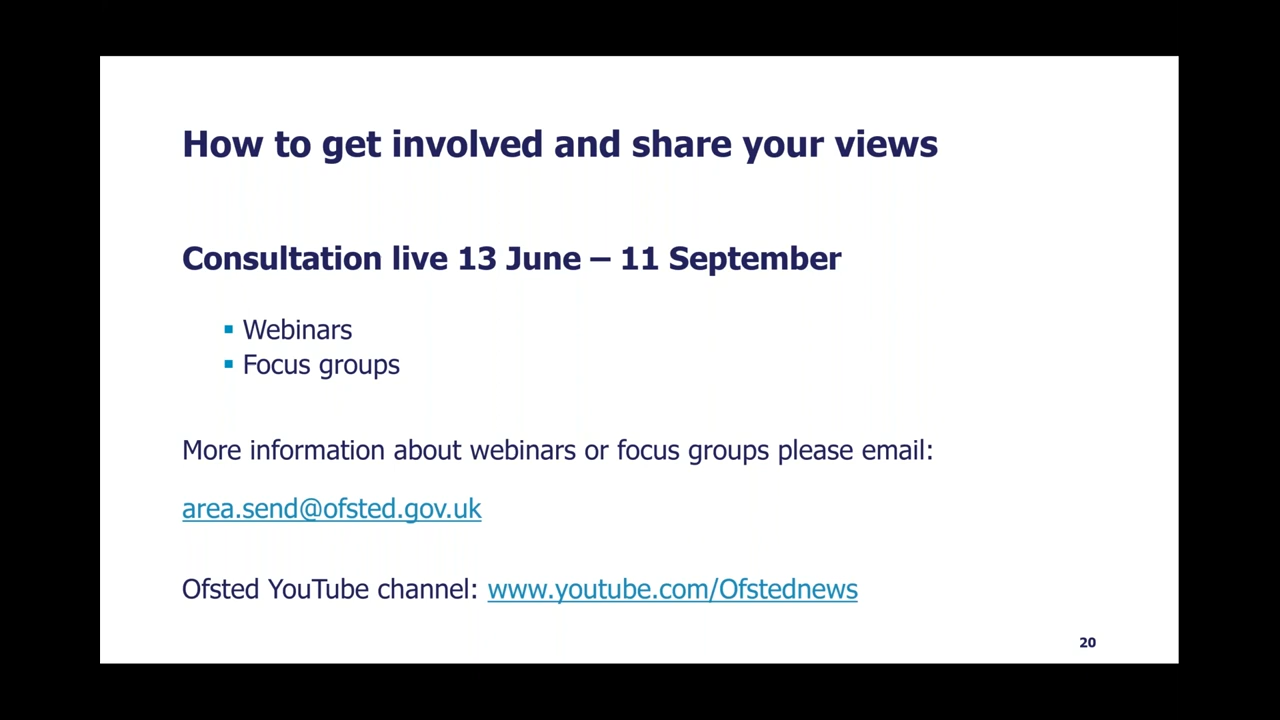 How to get involved and share your views
Consultation live 13 June – 11 September
Webinars
Focus groups
More information about webinars or focus groups please email:
area.send@ofsted.gov.uk
Ofsted YouTube channel: www.youtube.com/Ofstednews
20